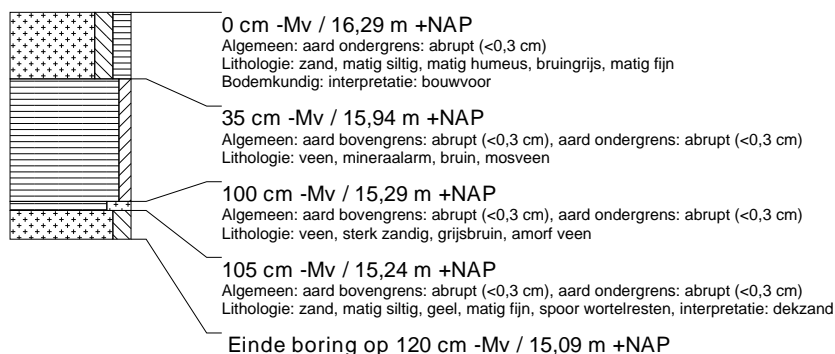 0 cm -Mv / 16,29 m +NAP
Algemeen: aard ondergrens: abrupt (<0,3 cm)
Lithologie: zand, matig siltig, matig humeus, bruingrijs, matig fijn
Bodemkundig: interpretatie: bouwvoor
35 cm -Mv / 15,94 m +NAP
Algemeen: aard bovengrens: abrupt (<0,3 cm), aard ondergrens: abrupt (<0,3 cm)
Lithologie: veen, mineraalarm, bruin, mosveen
100 cm -Mv / 15,29 m +NAP
Algemeen: aard bovengrens: abrupt (<0,3 cm), aard ondergrens: abrupt (<0,3 cm)
Lithologie: veen, sterk zandig, grijsbruin, amorf veen
105 cm -Mv / 15,24 m +NAP
Algemeen: aard bovengrens: abrupt (<0,3 cm), aard ondergrens: abrupt (<0,3 cm)
Lithologie: zand, matig siltig, geel, matig fijn, spoor wortelresten, interpretatie: dekzand
Einde boring op 120 cm -Mv / 15,09 m +NAP